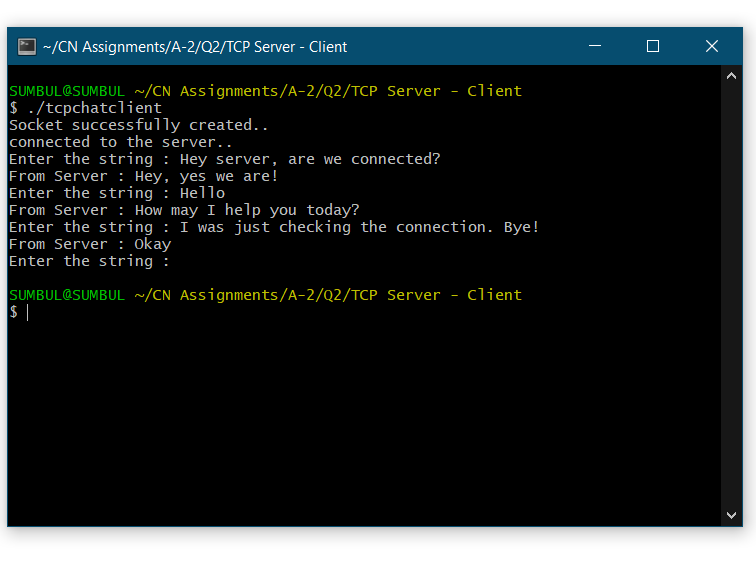 ~/CN Assignments/A-2/Q2/TCP Server - Client
SUMBUL@SUMBUL ~/CN Assignments/A-2/Q2/TCP Server - Client
$ ./tcpchatclient
Socket successfully created..
connected to the server..
Enter the string : Hey server, are we connected?
From Server : Hey, yes we are!
Enter the string : Hello
From Server : How may I help you today?
Enter the string : I was just checking the connection. Bye!
From Server : Okay
Enter the string :
SUMBUL@SUMBUL ~/CN Assignments/A-2/Q2/TCP Server - Client
$